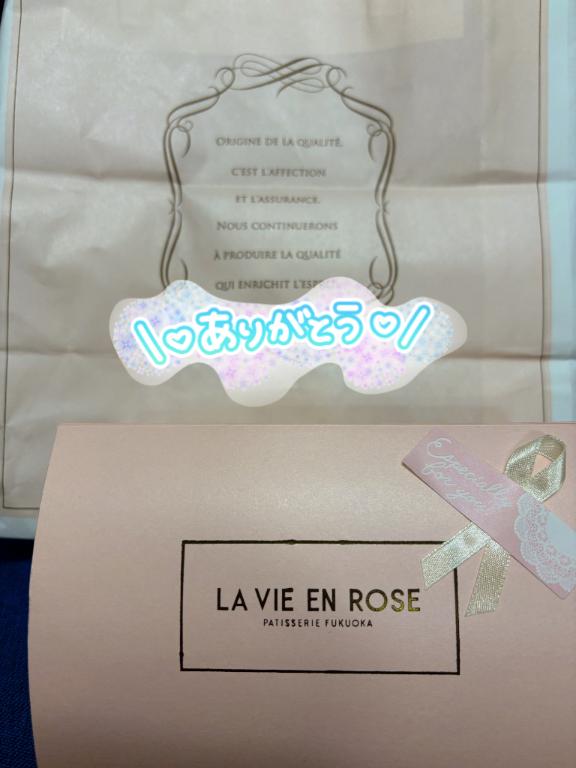 ORIGINE DE LA QUALITÉ,
C'EST L'AFFECTION
ET L'ASSURANCE.
NOUS CONTINUERONS
À PRODUIRE LA QUALITÉ
QUI ENRICHIT
\♡ありがとう♡/
Especially
for you
LA VIE EN ROSE
PATISSERIE FUKUOKA